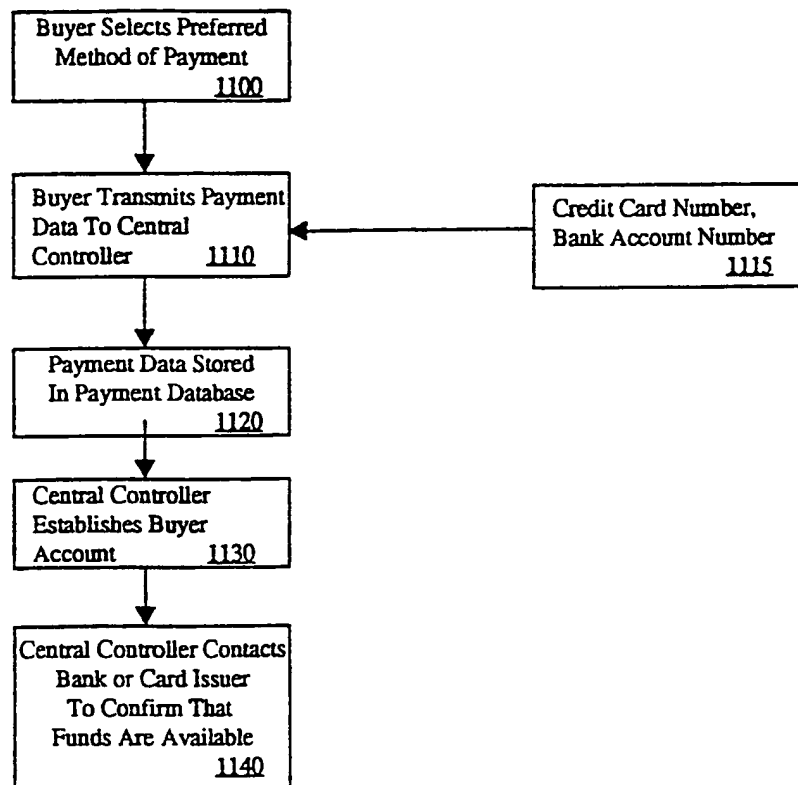 Buyer Selects Preferred
Method of Payment
1100
Buyer Transmits Payment
Data To Central
Controller 1110
Credit Card Number,
Bank Account Number
1115
Payment Data Stored
In Payment Database
1120
Central Controller
Establishes Buyer
Account 1130
Central Controller Contacts
Bank or Card Issuer
To Confirm That
Funds Are Available
1140